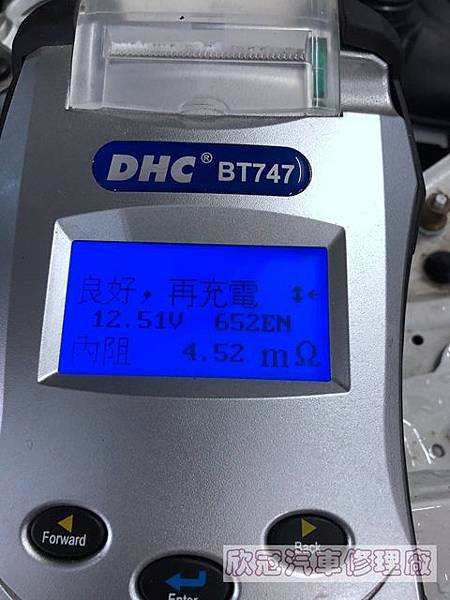 DHC® BT747
良好，再充電
12.51V 652EN
內阻 4.52 mΩ
Forward
Back
Enter
欣冠汽車修理廠